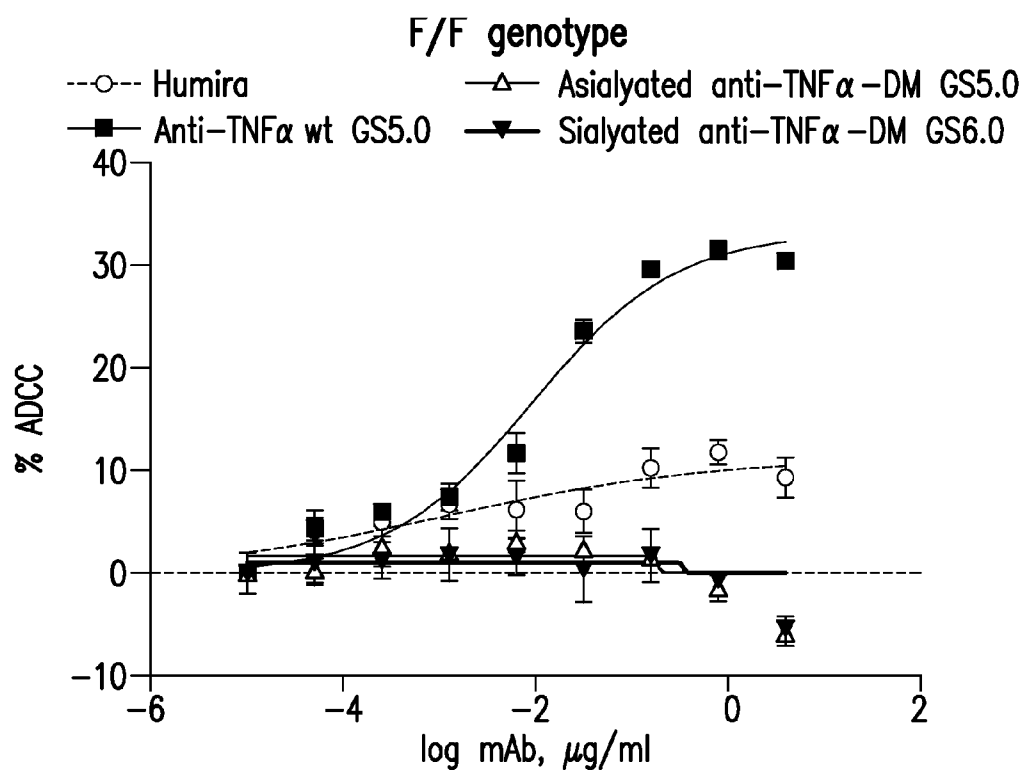 F/F genotype
Humira
Asialyated anti-TNFα-DM GS5.0
Anti-TNFα wt GS5.0
Sialyated anti-TNFα-DM GS6.0
40
30
20
10
0
-10
% ADCC
-6 -4 -2 0 2
log mAb, μg/ml